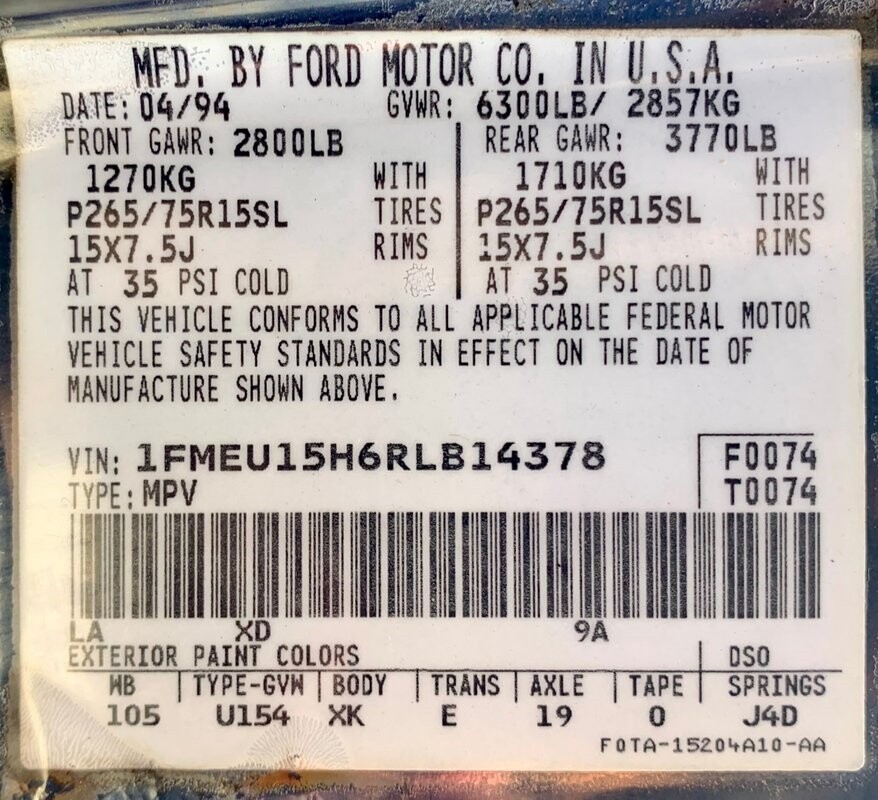 MFD. BY FORD MOTOR CO. IN U.S.A.
DATE: 04/94 GVWR: 6300LB/ 2857KG
FRONT GAWR: 2800LB REAR GAWR: 3770LB
1270KG WITH 1710KG WITH
P265/75R15SL TIRES P265/75R15SL TIRES
15X7.5J RIMS 15X7.5J RIMS
AT 35 PSI COLD AT 35 PSI COLD
THIS VEHICLE CONFORMS TO ALL APPLICABLE FEDERAL MOTOR
VEHICLE SAFETY STANDARDS IN EFFECT ON THE DATE OF
MANUFACTURE SHOWN ABOVE.
VIN: 1FMEU15H6RLB14378 F0074
TYPE: MPV T0074
LA XD 9A
EXTERIOR PAINT COLORS DSO
WB TYPE-GVW BODY TRANS AXLE TAPE SPRINGS
105 U154 XK E 19 0 J4D
F0TA-15204A10-AA